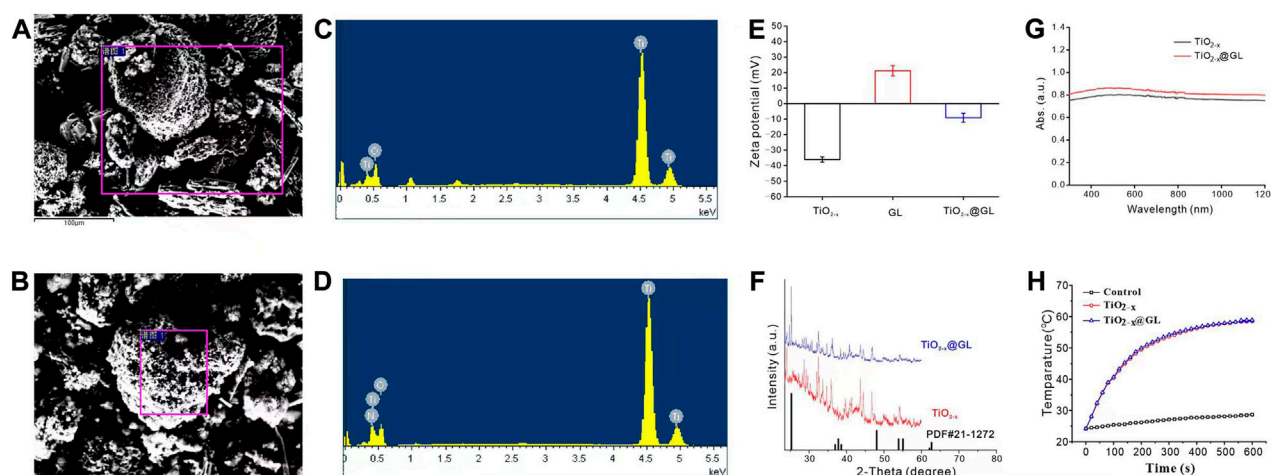 A
100μm
B
C
Ti
Ti
O
Ti
0
0.5
1
1.5
2
2.5
3
3.5
4
4.5
5
5.5
keV
D
Ti
O
Ti
N
Ti
0
0.5
1
1.5
2
2.5
3
3.5
4
4.5
5
5.5
keV
E
Zeta potential (mV)
50
40
30
20
10
0
-10
-20
-30
-40
-50
-60
TiO2-x
GL
TiO2-x@GL
F
Intensity (a.u.)
TiO2-x@GL
TiO2-x
PDF#21-1272
30
40
50
60
70
80
2-Theta (degree)
G
TiO2-x
TiO2-x@GL
Abs. (a.u.)
1.4
1.2
1.0
0.8
0.6
0.4
0.2
0.0
300
600
900
1200
Wavelength (nm)
H
Control
TiO2-x
TiO2-x@GL
Temparature (°C)
70
60
50
40
30
20
10
0
100
200
300
400
500
600
Time (s)